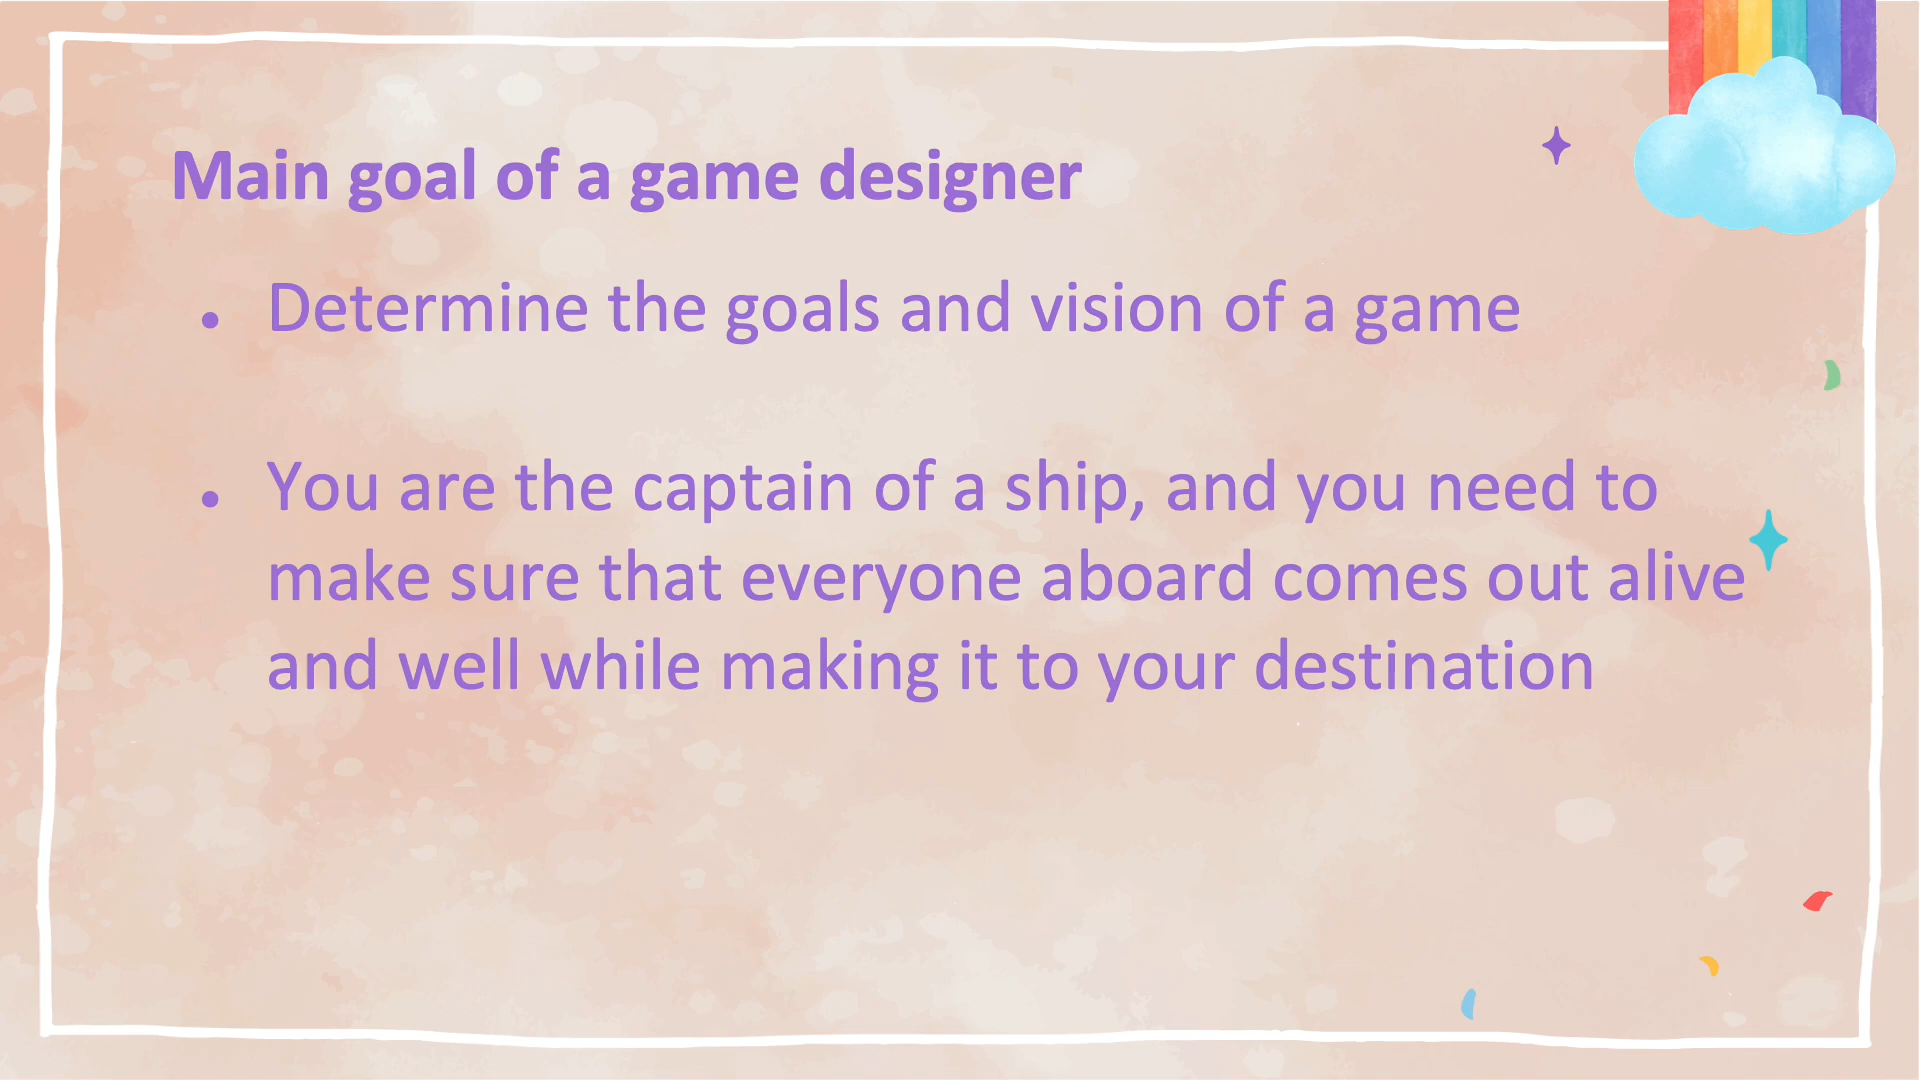 Main goal of a game designer
• Determine the goals and vision of a game
• You are the captain of a ship, and you need to
make sure that everyone aboard comes out alive
and well while making it to your destination